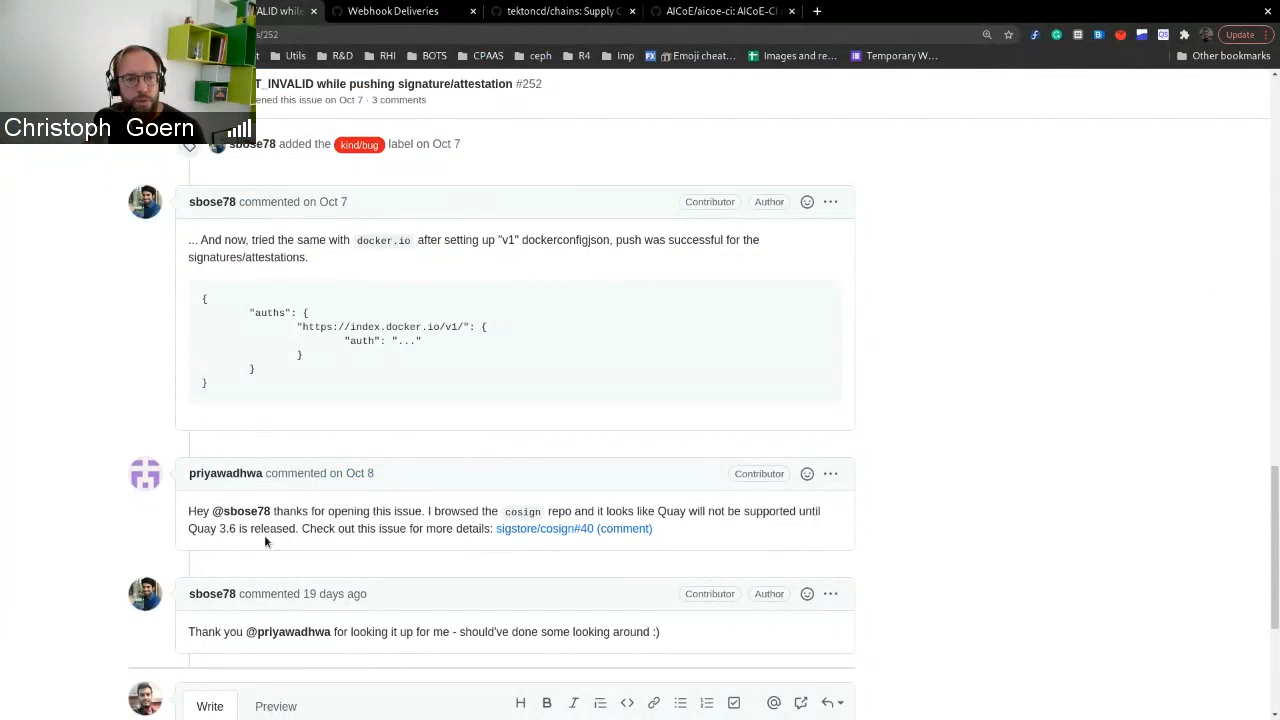 ALID while
Webhook Deliveries
tektoncd/chains: Supply C
AICoE/aicoe-ci: AICoE-CI
s/252
Update
Utils
R&D
RHI
BOTS
CPAAS
ceph
R4
Imp
Emoji cheat...
Images and re...
Temporary W...
Other bookmarks
T_INVALID while pushing signature/attestation #252
ened this issue on Oct 7 · 3 comments
Christoph Goern
sbose78 added the kind/bug label on Oct 7
sbose78 commented on Oct 7
Contributor
Author
... And now, tried the same with docker.io after setting up "v1" dockerconfigjson, push was successful for the
signatures/attestations.
{
"auths": {
"https://index.docker.io/v1/": {
"auth": "..."
}
}
}
priyawadhwa commented on Oct 8
Contributor
Hey @sbose78 thanks for opening this issue. I browsed the cosign repo and it looks like Quay will not be supported until
Quay 3.6 is released. Check out this issue for more details: sigstore/cosign#40 (comment)
sbose78 commented 19 days ago
Contributor
Author
Thank you @priyawadhwa for looking it up for me - should've done some looking around :)
Write
Preview